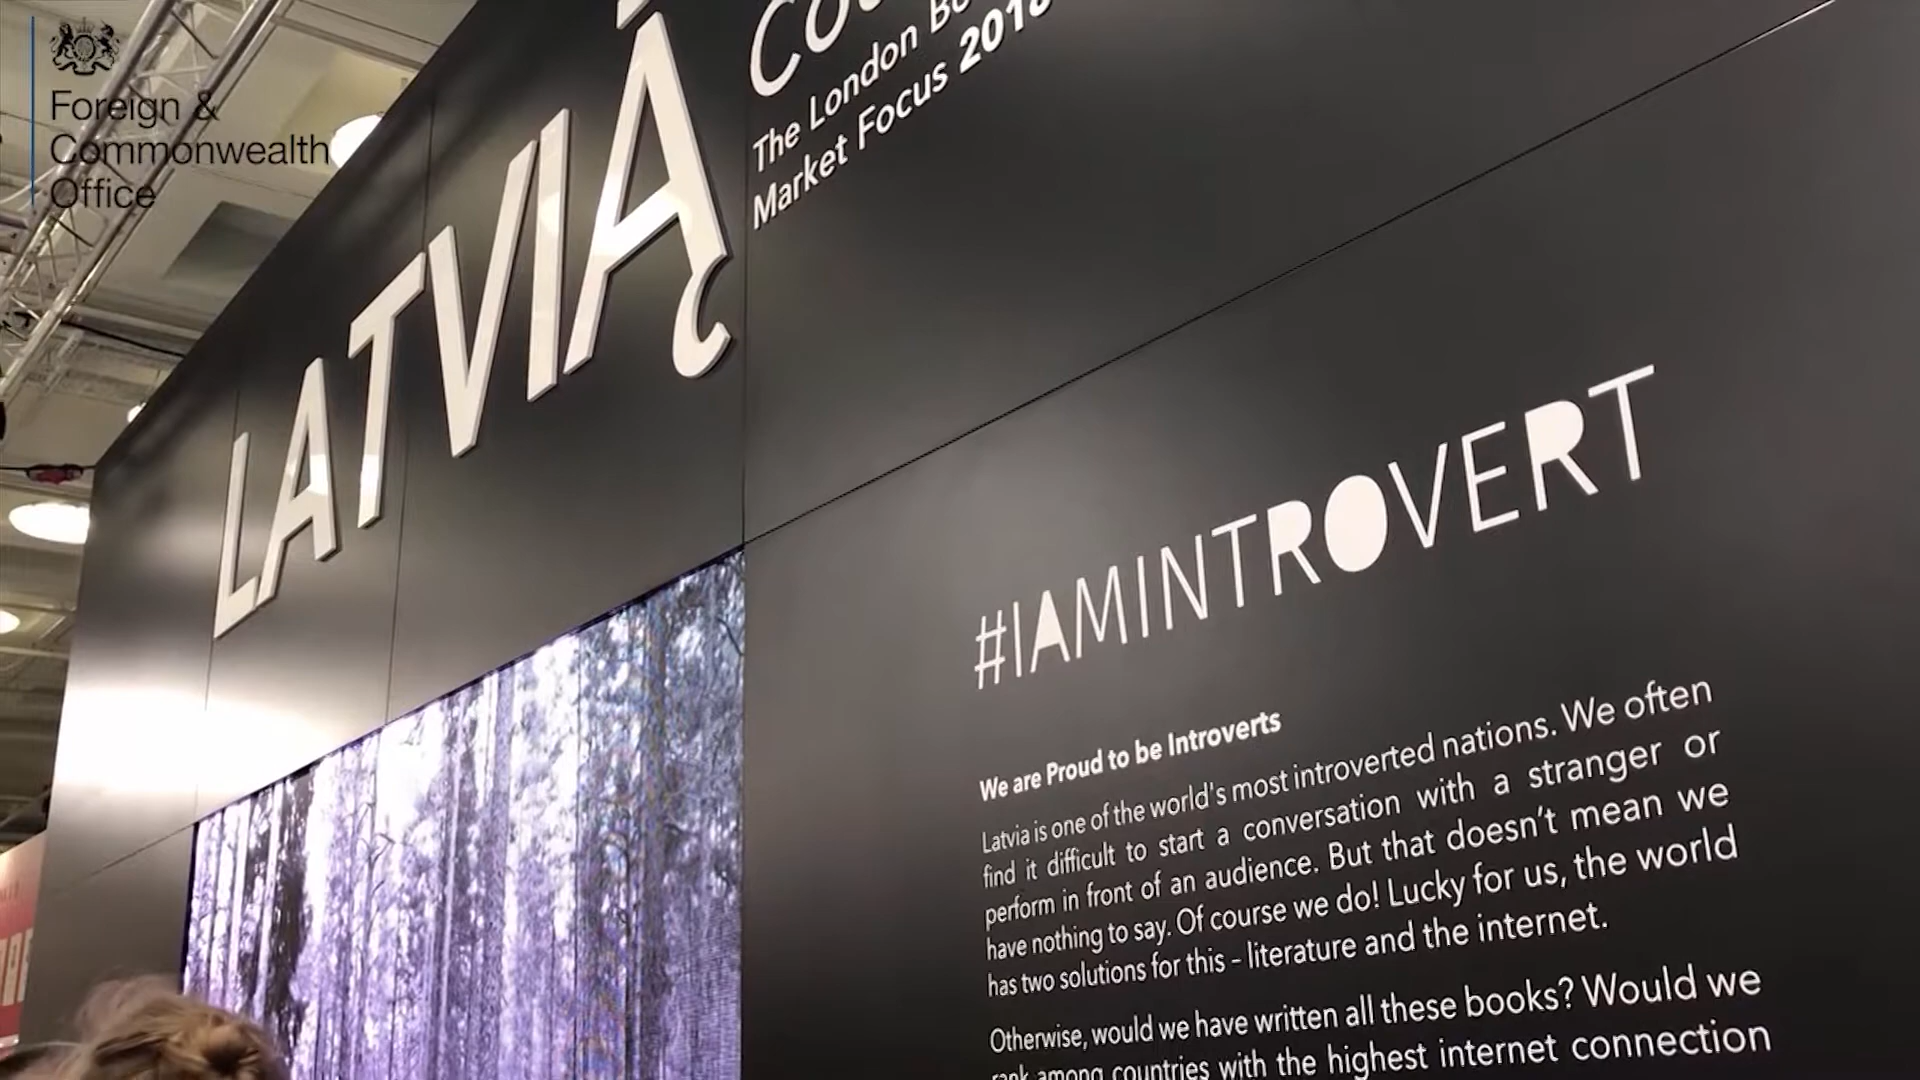 Foreign &
Commonwealth
Office
LATVIĄ
The London
Market Focus 2018
#IAMINTROVERT
We are Proud to be Introverts
Latvia is one of the world's most introverted nations. We often
find it difficult to start a conversation with a stranger or
perform in front of an audience. But that doesn't mean we
have nothing to say. Of course we do! Lucky for us, the world
has two solutions for this - literature and the internet.
Otherwise, would we have written all these books? Would we
rank among countries with the highest internet connection